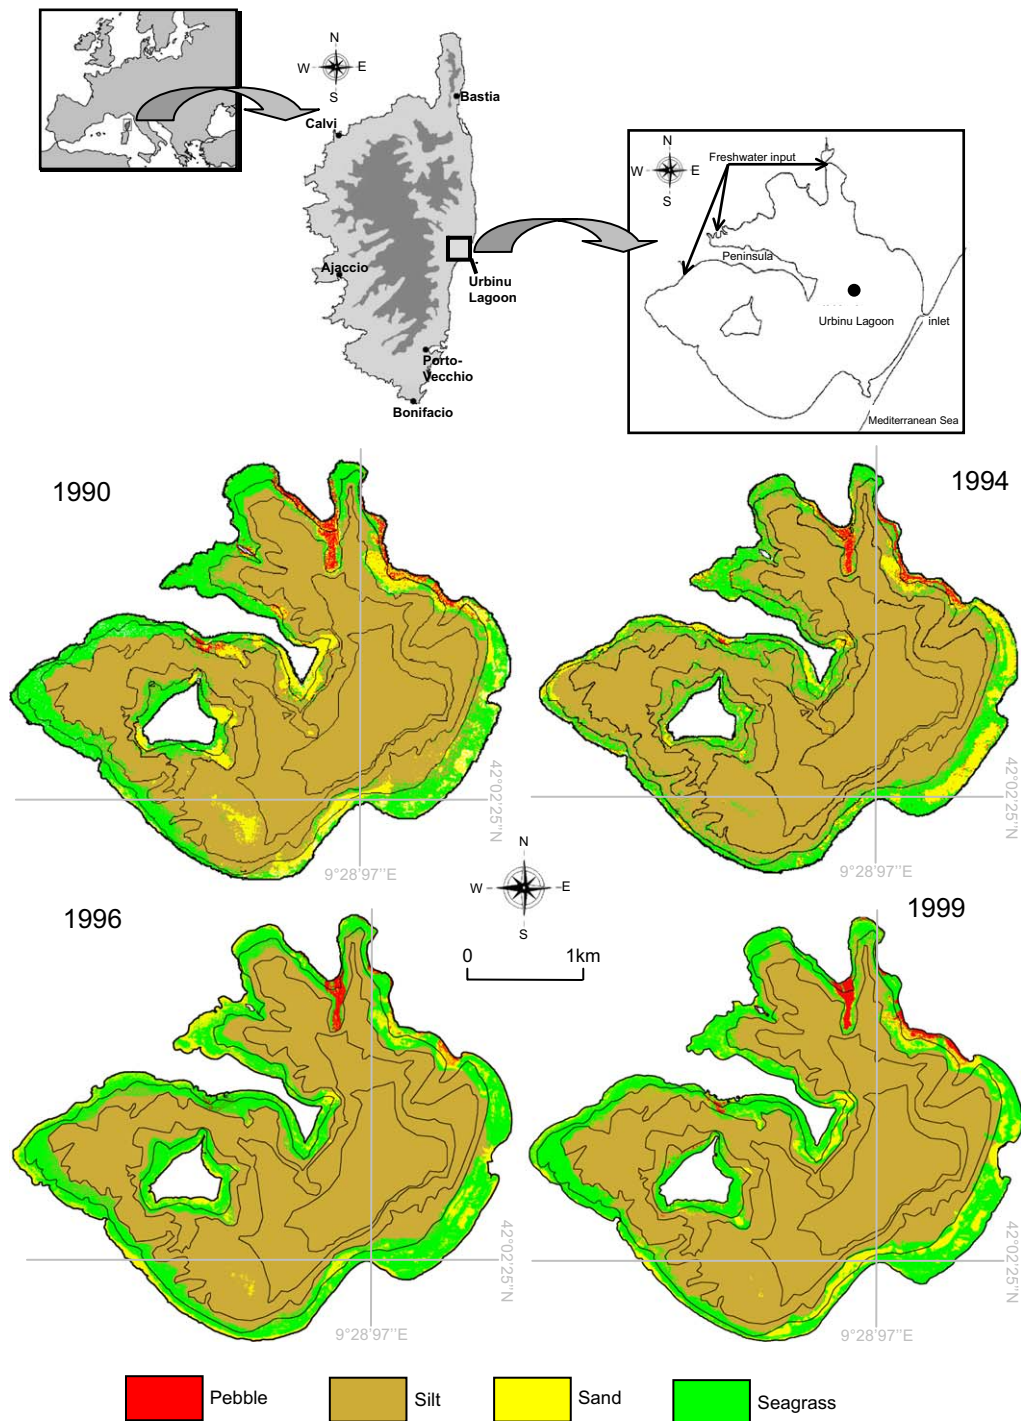 N
W
E
S
Bastia
Calvi
Ajaccio
Urbinu
Lagoon
Porto-
Vecchio
Bonifacio
N
W
E
S
Freshwater input
Peninsula
Urbinu Lagoon
inlet
Mediterranean Sea
1990
1994
42°02'25''N
9°28'97''E
42°02'25''N
9°28'97''E
N
W
E
S
0
1km
1996
1999
42°02'25''N
9°28'97''E
42°02'25''N
9°28'97''E
Pebble
Silt
Sand
Seagrass